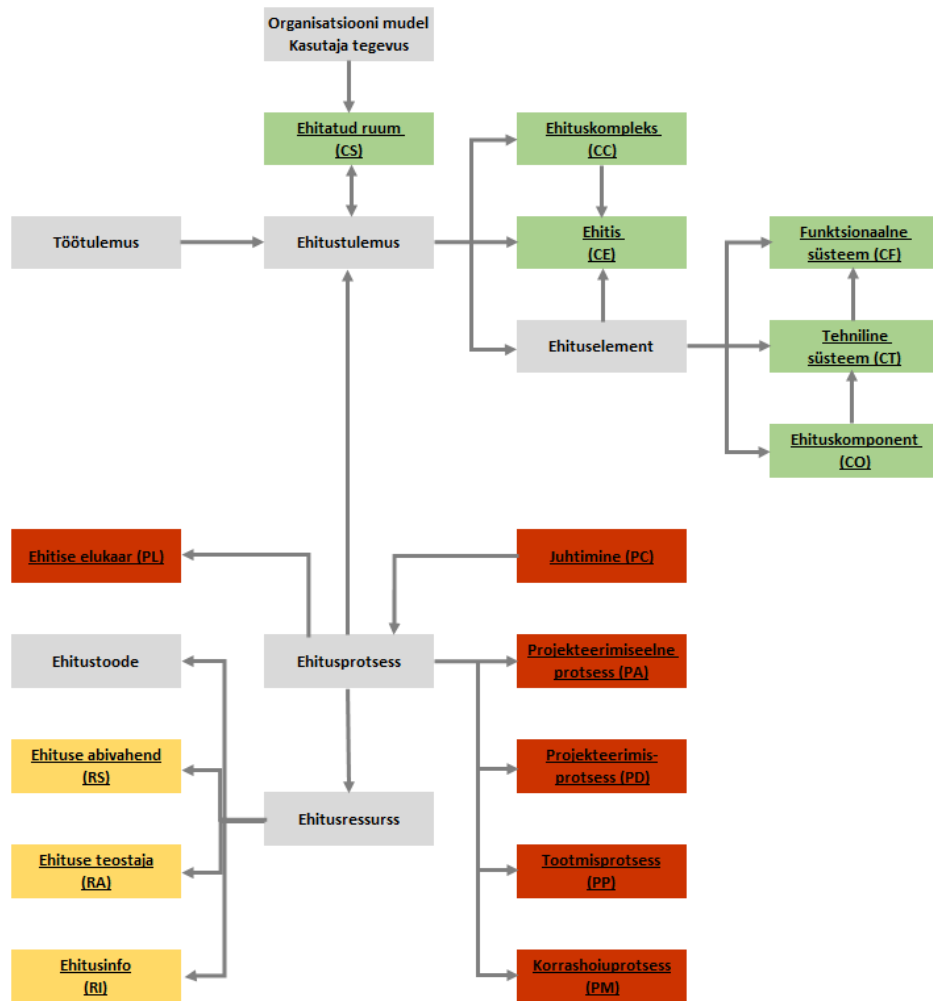 Organisatsiooni mudel
Kasutaja tegevus
Ehitatud ruum
(CS)
Ehituskompleks
(CC)
Töötulemus
Ehitustulemus
Ehitis
(CE)
Funktsionaalne
süsteem (CF)
Ehituselement
Tehniline
süsteem (CT)
Ehituskomponent
(CO)
Ehitise elukaar (PL)
Juhtimine (PC)
Ehitustoode
Ehitusprotsess
Projekteerimiseelne
protsess (PA)
Ehituse abivahend
(RS)
Ehitusressurss
Projekteerimis-
protsess (PD)
Ehituse teostaja
(RA)
Tootmisprotsess
(PP)
Ehitusinfo
(RI)
Korrashoiuprotsess
(PM)